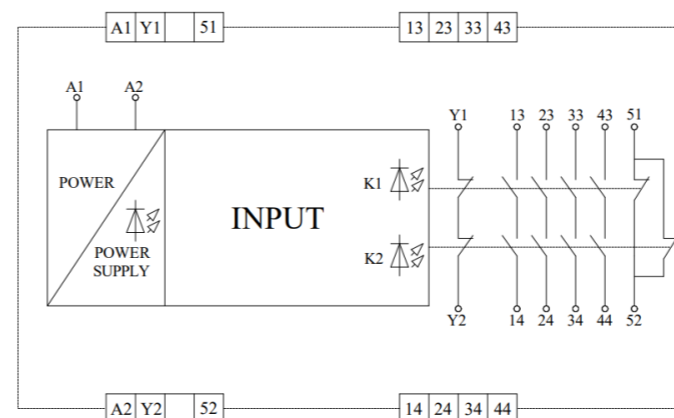 A1 Y1 51 13 23 33 43
A1 A2
Y1 13 23 33 43 51
POWER
K1
INPUT
POWER
SUPPLY
K2
Y2 14 24 34 44 52
A2 Y2 52 14 24 34 44